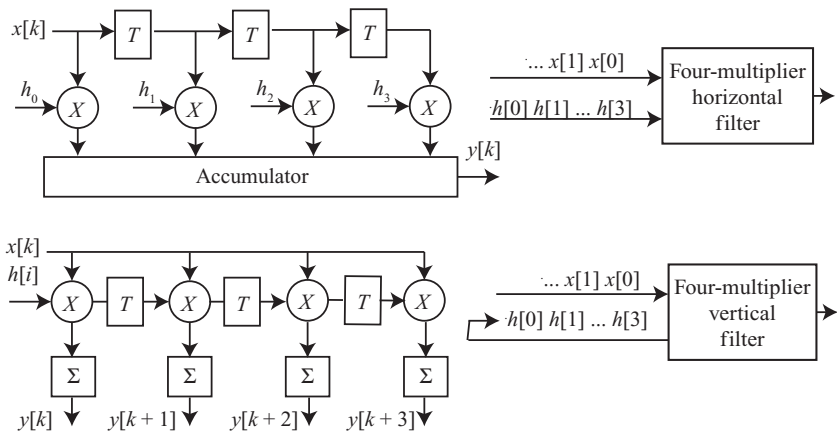 x[k]
T
T
T
h₀
h₁
h₂
h₃
X
X
X
X
Accumulator
y[k]
... x[1] x[0]
h[0] h[1] ... h[3]
Four-multiplier
horizontal
filter
x[k]
h[i]
X
T
X
T
X
T
X
Σ
Σ
Σ
Σ
y[k]
y[k + 1]
y[k + 2]
y[k + 3]
... x[1] x[0]
h[0] h[1] ... h[3]
Four-multiplier
vertical
filter